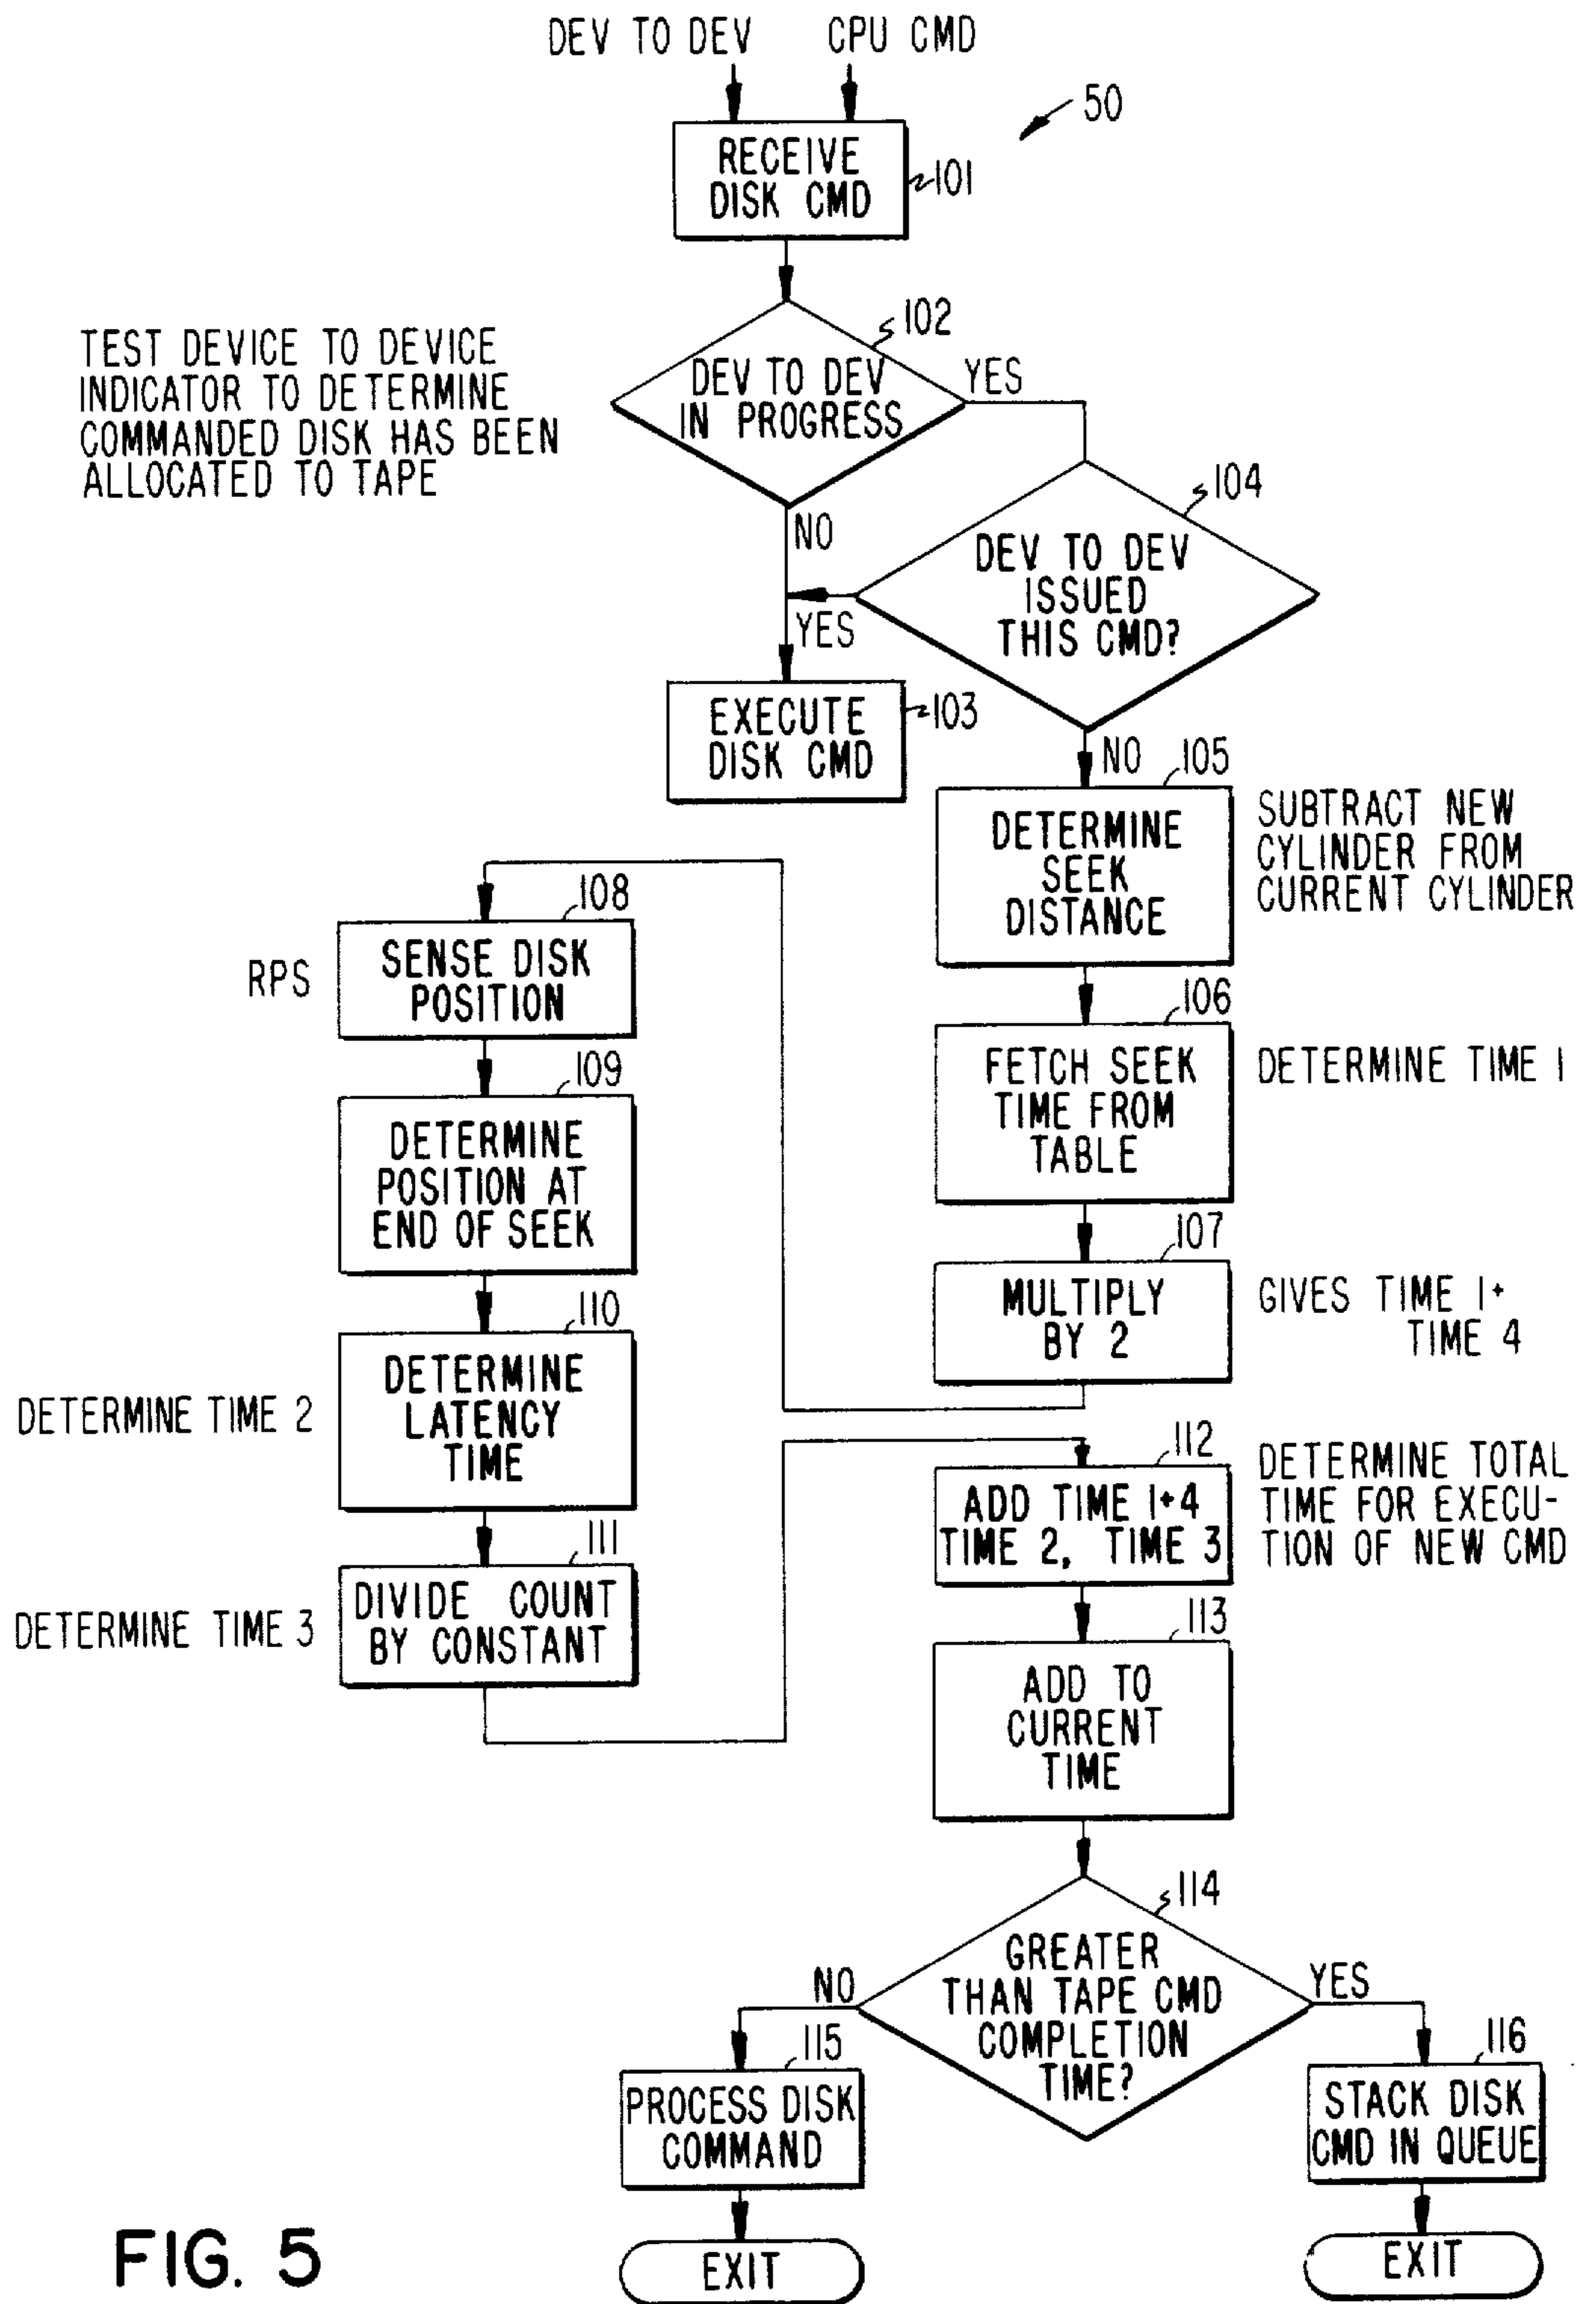 DEV TO DEV
CPU CMD
50
RECEIVE
DISK CMD
101
102
TEST DEVICE TO DEVICE
INDICATOR TO DETERMINE
COMMANDED DISK HAS BEEN
ALLOCATED TO TAPE
DEV TO DEV
IN PROGRESS
YES
NO
104
DEV TO DEV
ISSUED
THIS CMD?
YES
EXECUTE
DISK CMD
103
NO
105
DETERMINE
SEEK
DISTANCE
SUBTRACT NEW
CYLINDER FROM
CURRENT CYLINDER
106
FETCH SEEK
TIME FROM
TABLE
DETERMINE TIME 1
107
MULTIPLY
BY 2
GIVES TIME 1+
TIME 4
108
RPS
SENSE DISK
POSITION
109
DETERMINE
POSITION AT
END OF SEEK
110
DETERMINE TIME 2
DETERMINE
LATENCY
TIME
111
DETERMINE TIME 3
DIVIDE COUNT
BY CONSTANT
112
ADD TIME 1+4
TIME 2, TIME 3
DETERMINE TOTAL
TIME FOR EXECU-
TION OF NEW CMD
113
ADD TO
CURRENT
TIME
114
GREATER
THAN TAPE CMD
COMPLETION
TIME?
NO
YES
115
PROCESS DISK
COMMAND
EXIT
116
STACK DISK
CMD IN QUEUE
EXIT
FIG. 5